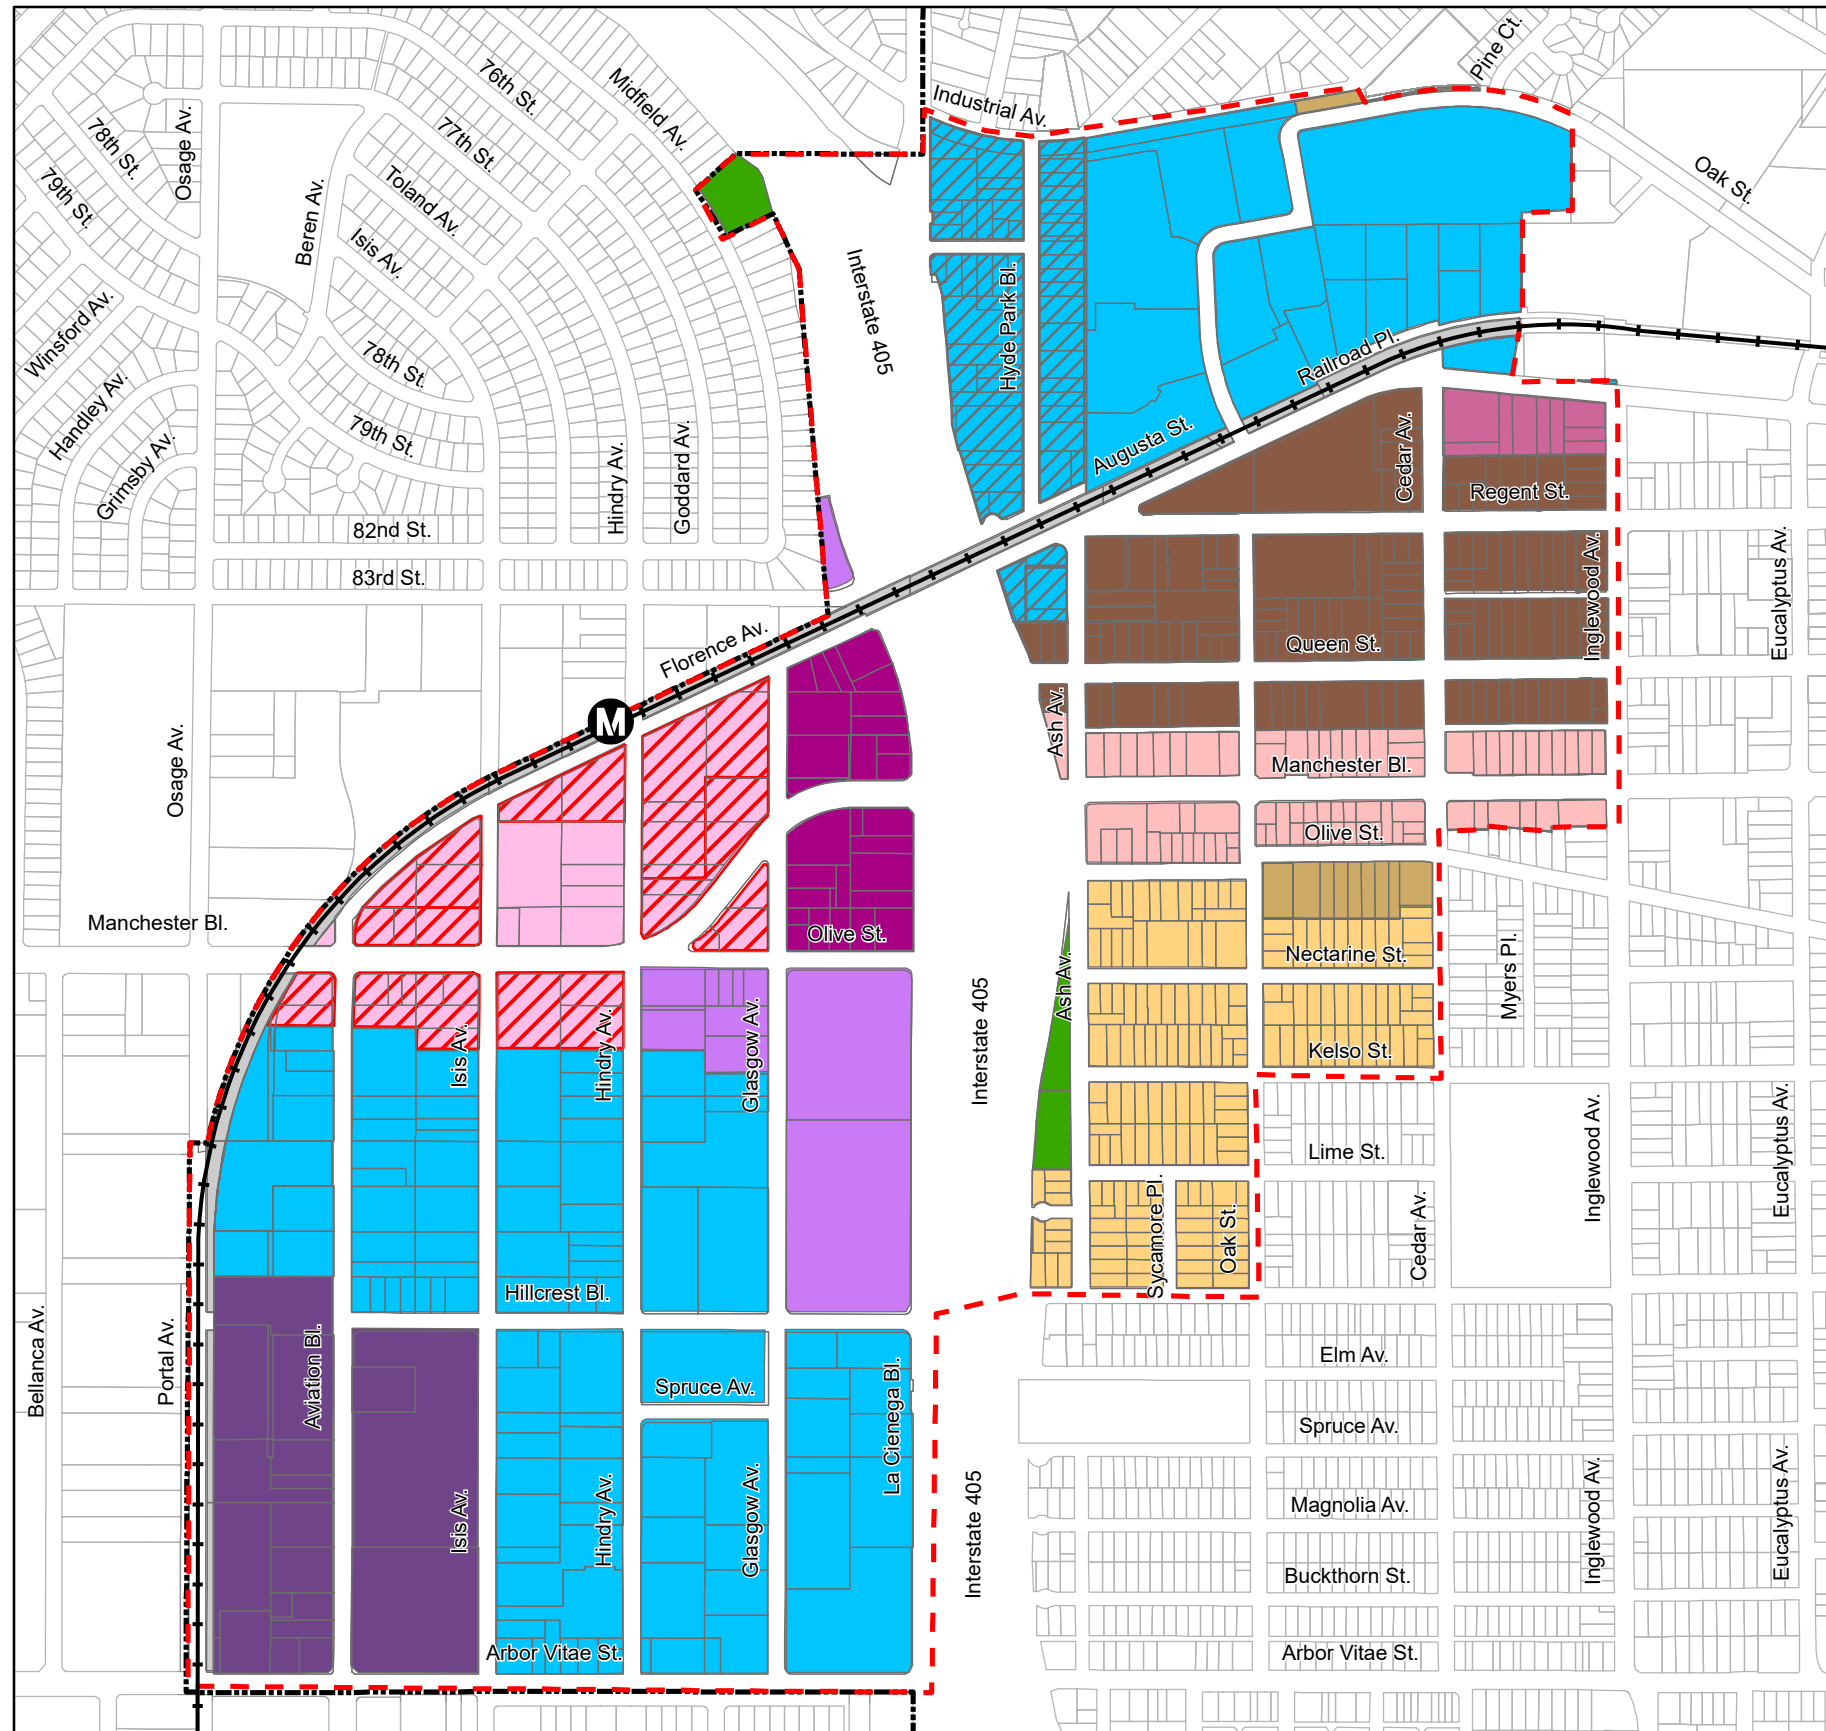 Pine Ct.
76th St.
Midfield Av.
Industrial Av.
78th St.
Osage Av.
77th St.
Oak St.
79th St.
Toland Av.
Beren Av.
Isis Av.
Interstate 405
Hyde Park Bl.
Winsford Av.
78th St.
Railroad Pl.
Handley Av.
79th St.
Grimsby Av.
Hindry Av.
Goddard Av.
Augusta St.
Cedar Av.
Regent St.
82nd St.
83rd St.
Inglewood Av.
Eucalyptus Av.
Florence Av.
Queen St.
M
Ash Av.
Osage Av.
Manchester Bl.
Olive St.
Manchester Bl.
Olive St.
Nectarine St.
Myers Pl.
Ash Av.
Isis Av.
Hindry Av.
Glasgow Av.
Interstate 405
Kelso St.
Lime St.
Inglewood Av.
Eucalyptus Av.
Sycamore Pl.
Oak St.
Cedar Av.
Hillcrest Bl.
Bellanca Av.
Portal Av.
Aviation Bl.
Elm Av.
Spruce Av.
La Cienega Bl.
Spruce Av.
Isis Av.
Hindry Av.
Glasgow Av.
Interstate 405
Magnolia Av.
Inglewood Av.
Eucalyptus Av.
Buckthorn St.
Arbor Vitae St.
Arbor Vitae St.